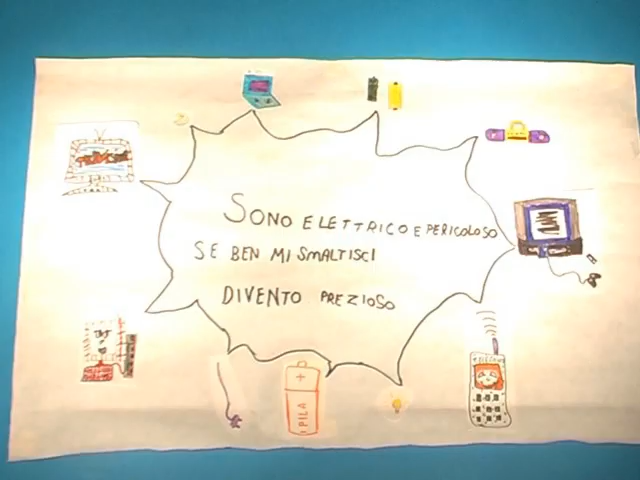 SONO ELETTRICO E PERICOLOSO
SE BEN MI SMALTISCI
DIVENTO PREZIOSO
PILA